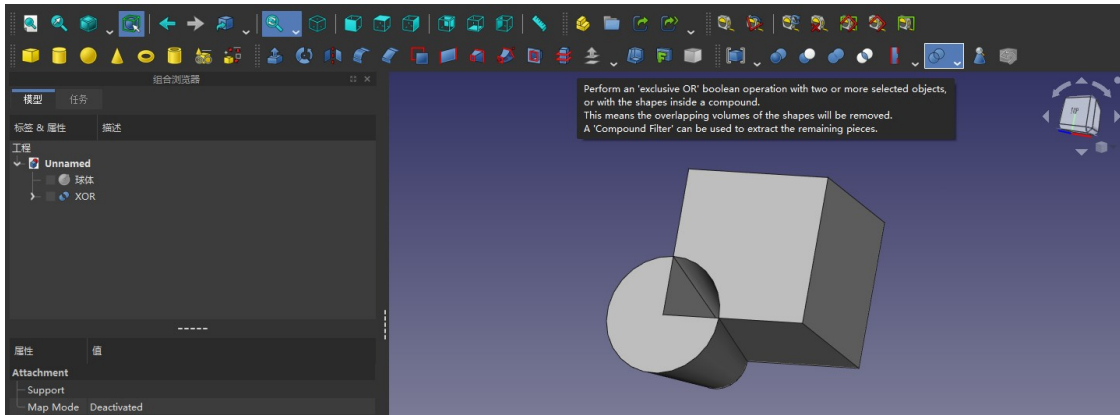 组合浏览器
模型 任务
标签 & 属性 描述
工程
Unnamed
球体
XOR
属性 值
Attachment
Support
Map Mode Deactivated
Perform an 'exclusive OR' boolean operation with two or more selected objects,
or with the shapes inside a compound.
This means the overlapping volumes of the shapes will be removed.
A 'Compound Filter' can be used to extract the remaining pieces.
TOP